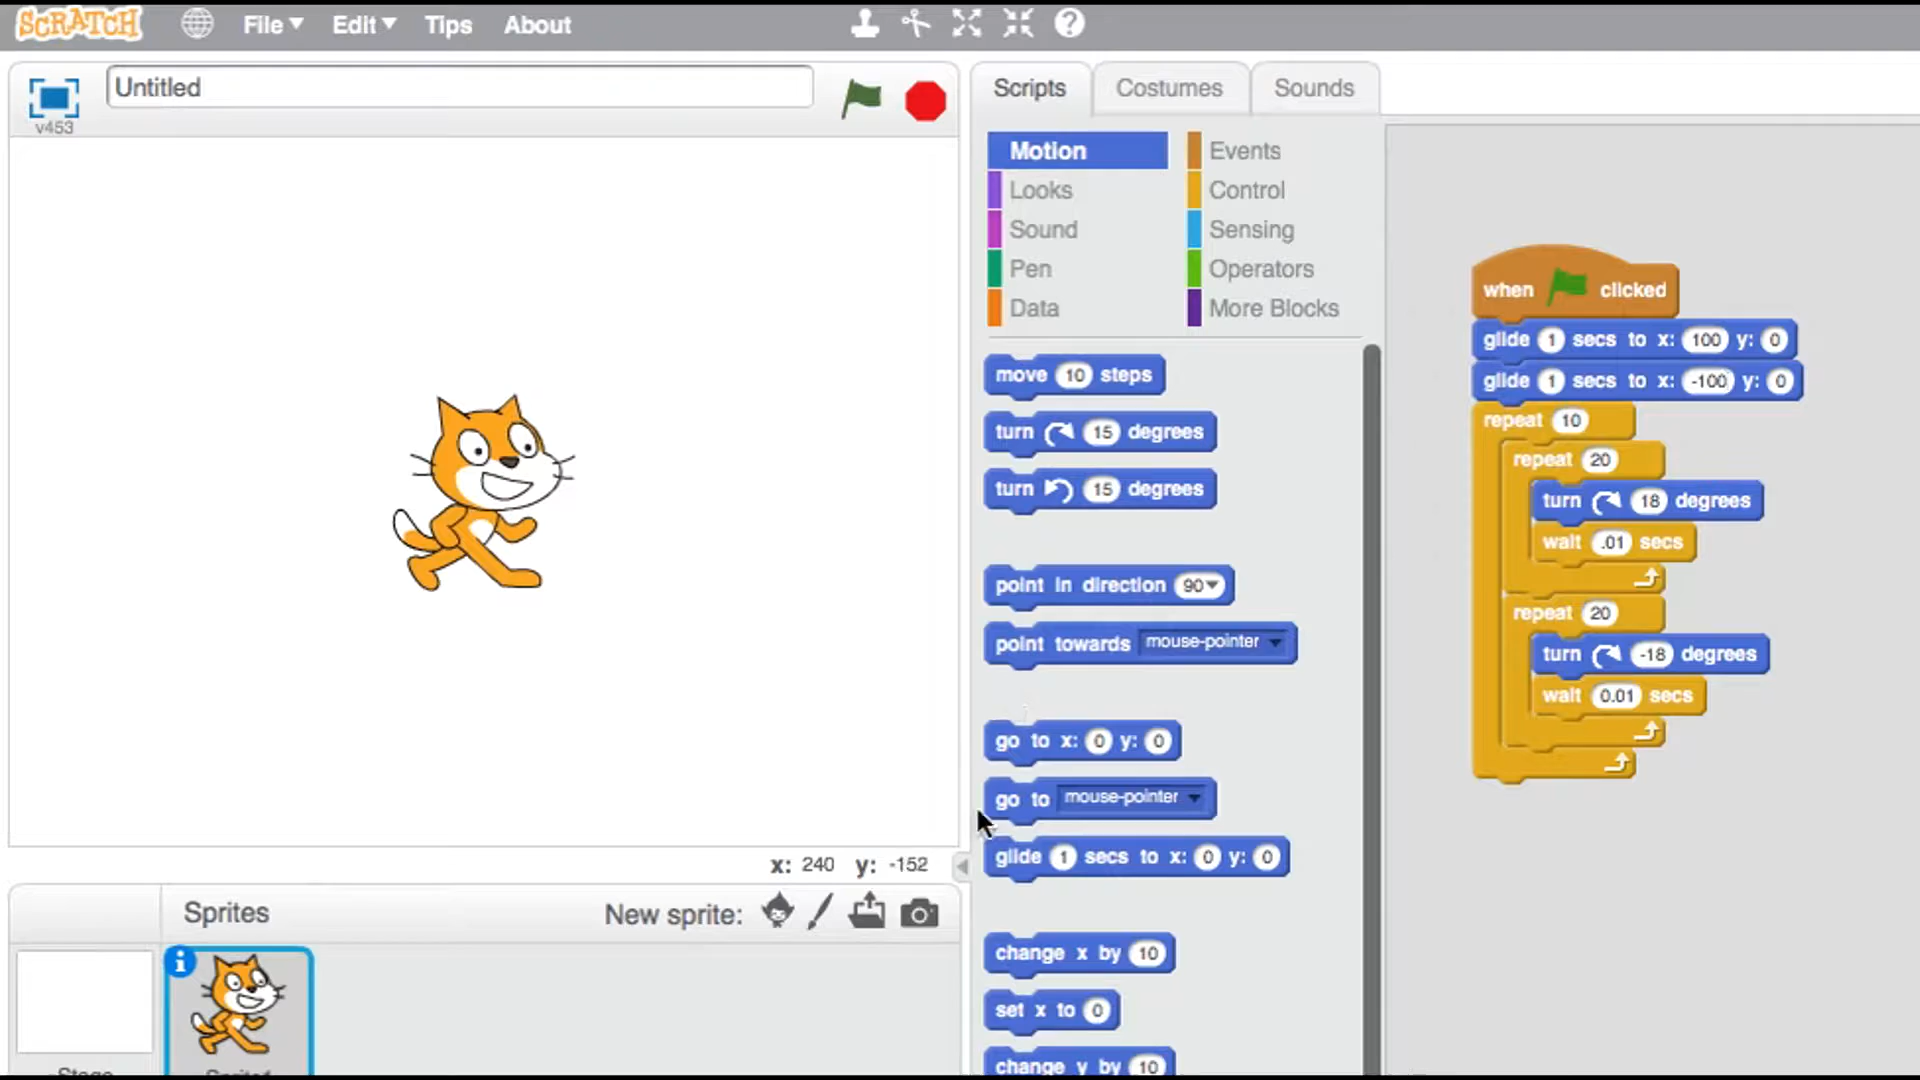 SCRATCH File Edit Tips About
Untitled
v453
Scripts Costumes Sounds
Motion Events
Looks Control
Sound Sensing
Pen Operators
Data More Blocks
move 10 steps
turn 15 degrees
turn 15 degrees
point in direction 90
point towards mouse-pointer
go to x: 0 y: 0
go to mouse-pointer
glide 1 secs to x: 0 y: 0
change x by 10
set x to 0
change y by 10
when clicked
glide 1 secs to x: 100 y: 0
glide 1 secs to x: -100 y: 0
repeat 10
repeat 20
turn 18 degrees
wait .01 secs
repeat 20
turn -18 degrees
wait 0.01 secs
x: 240 y: -152
Sprites New sprite:
Stage